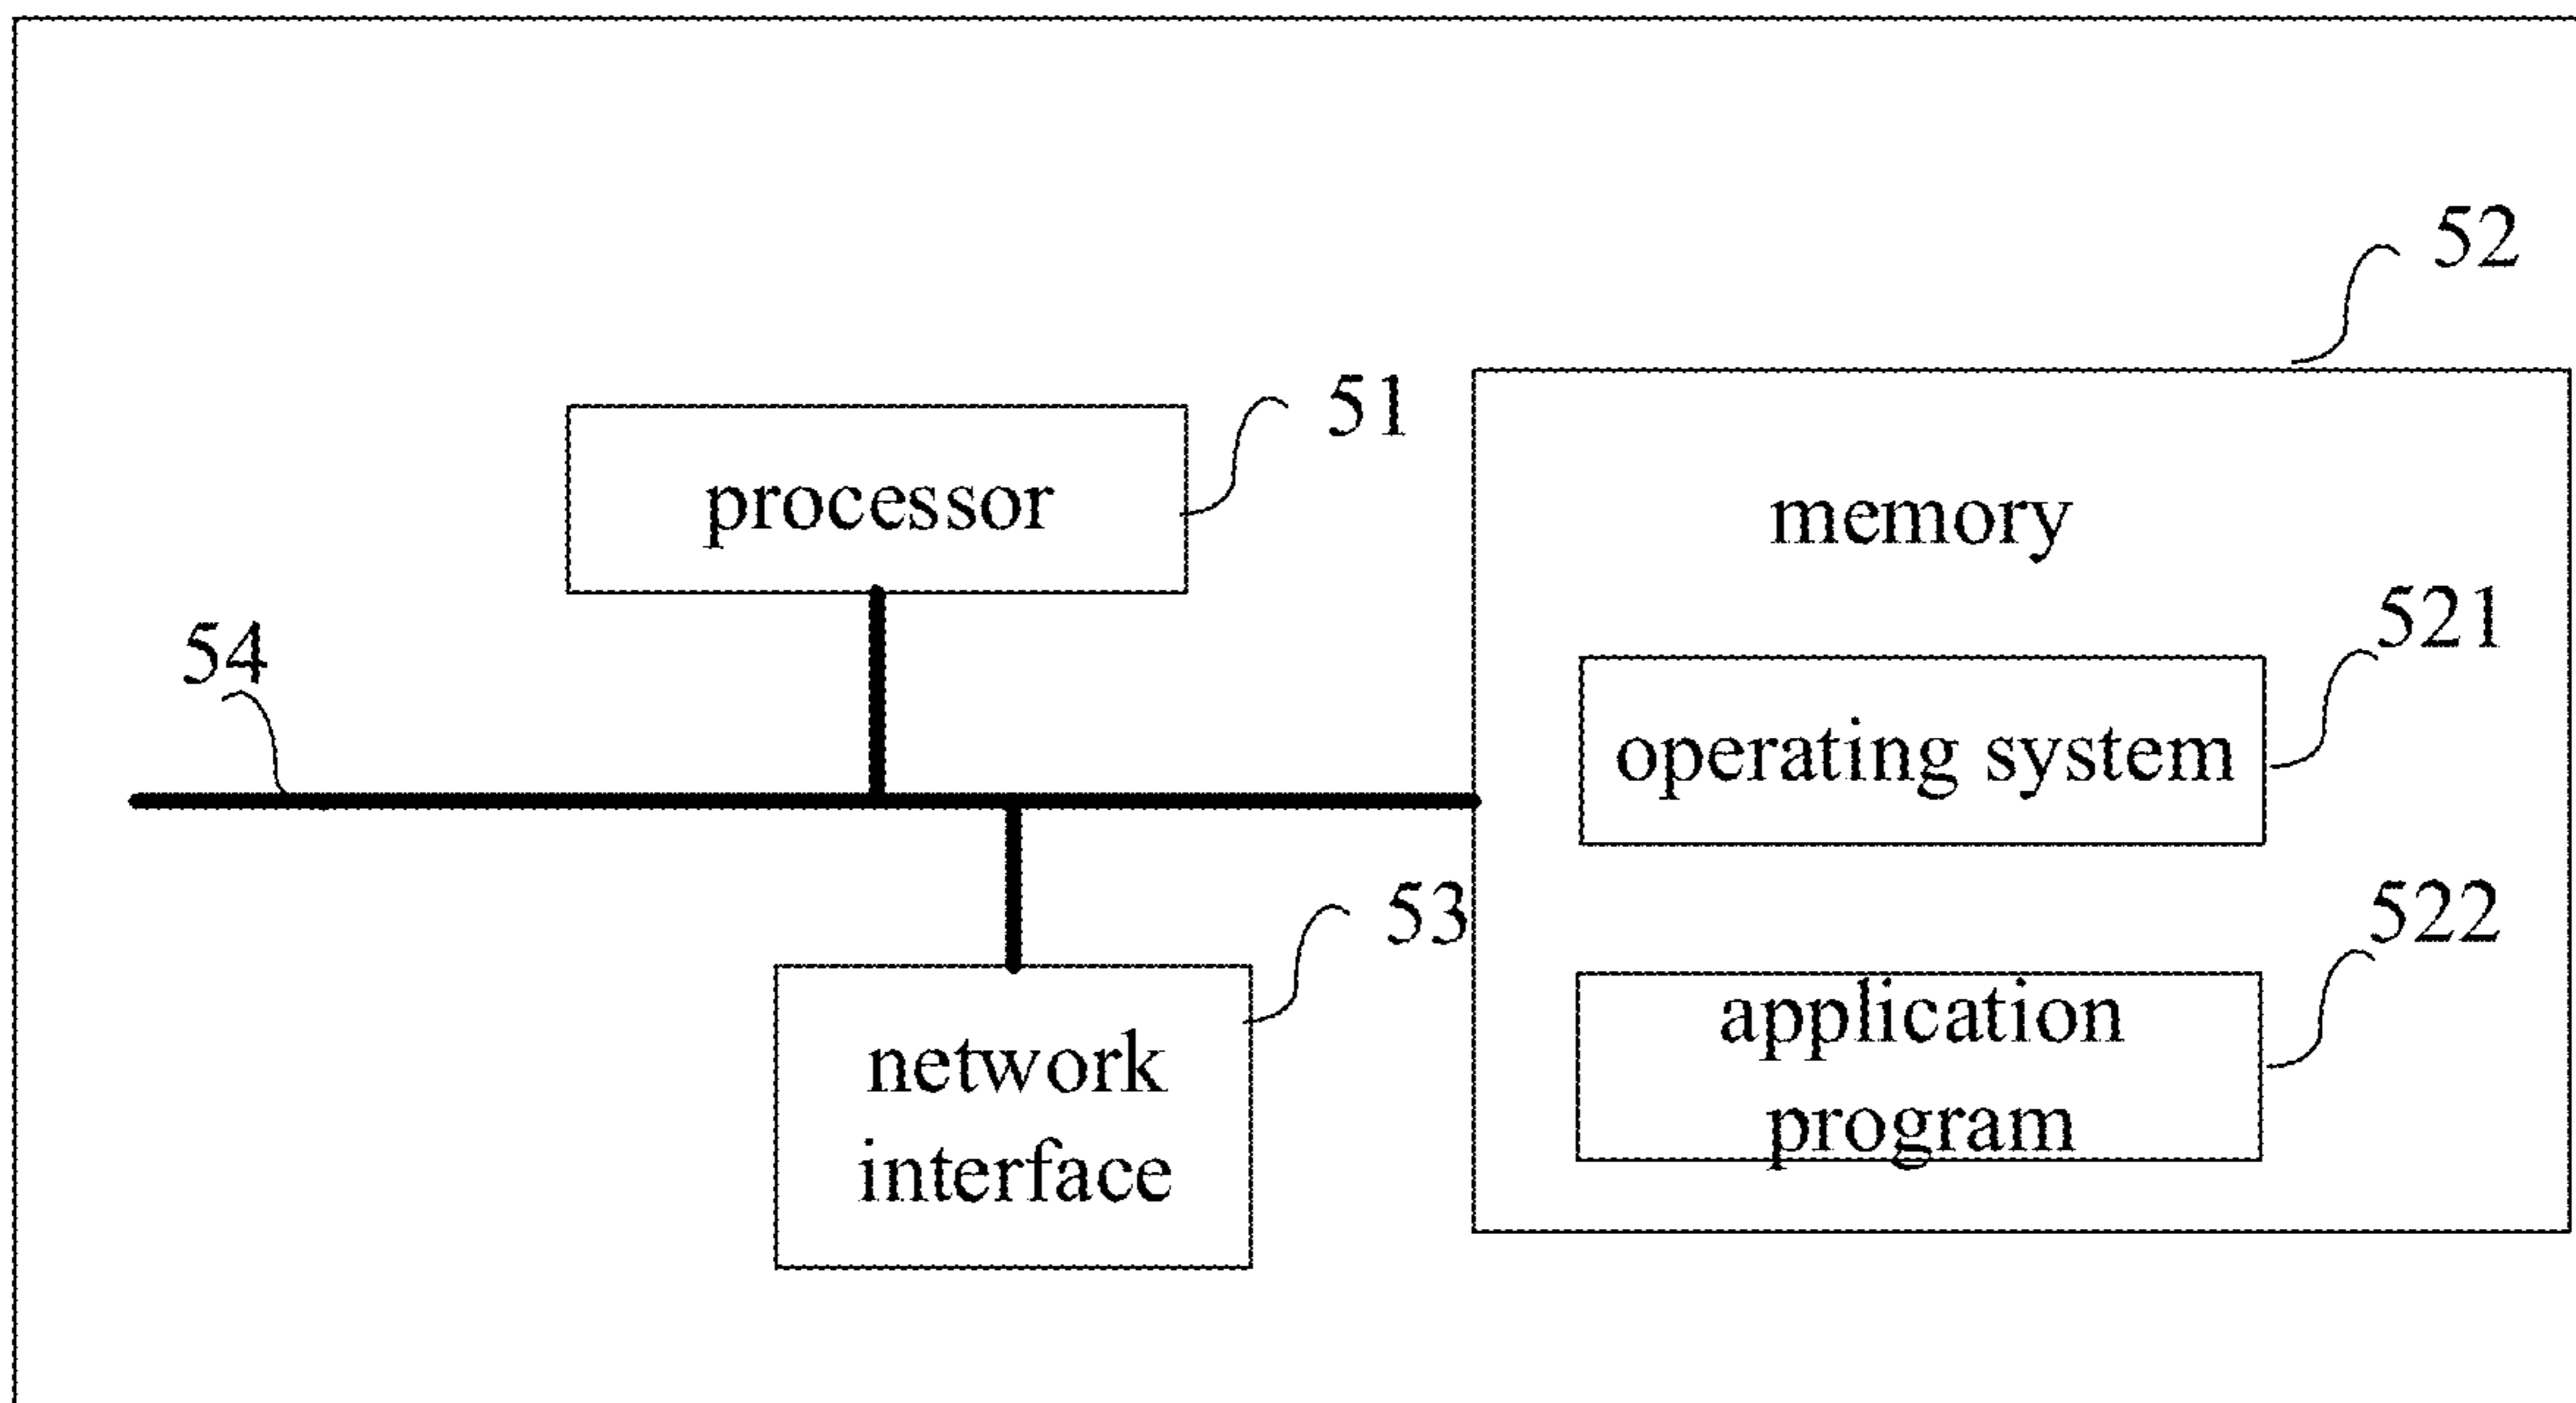 52
51
processor
memory
54
521
operating system
53
522
application
program
network
interface